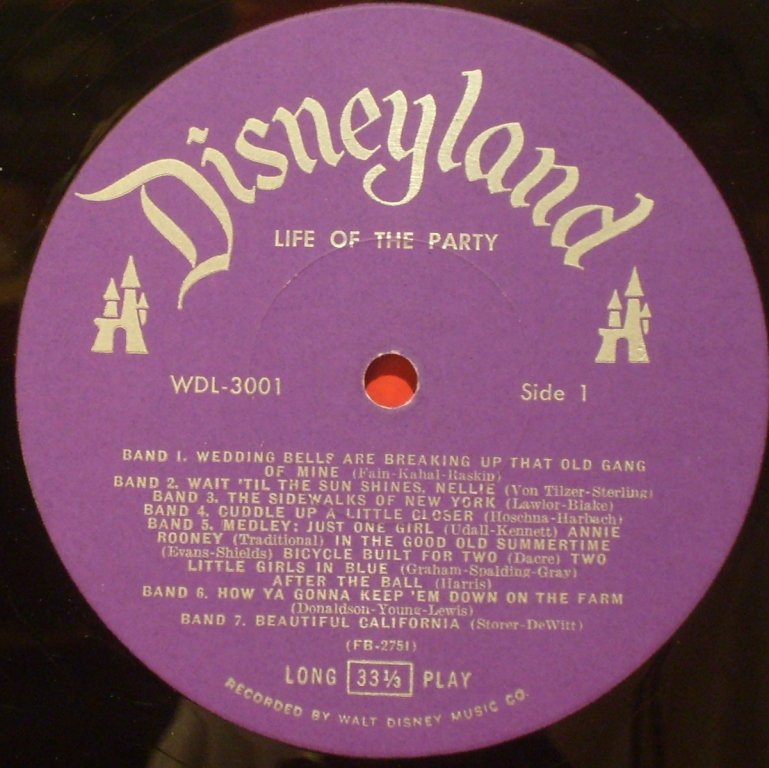 Disneyland
LIFE OF THE PARTY
WDL-3001
Side 1
BAND 1. WEDDING BELLS ARE BREAKING UP THAT OLD GANG
OF MINE (Fain-Kahal-Raskin)
BAND 2. WAIT 'TIL THE SUN SHINES, NELLIE (Von Tilzer-Sterling)
BAND 3. THE SIDEWALKS OF NEW YORK (Lawlor-Blake)
BAND 4. CUDDLE UP A LITTLE CLOSER (Hoschna-Harbach)
BAND 5. MEDLEY: JUST ONE GIRL (Udall-Kennett) ANNIE
ROONEY (Traditional) IN THE GOOD OLD SUMMERTIME
(Evans-Shields) BICYCLE BUILT FOR TWO (Dacre) TWO
LITTLE GIRLS IN BLUE (Graham-Spalding-Gray)
AFTER THE BALL (Harris)
BAND 6. HOW YA GONNA KEEP 'EM DOWN ON THE FARM
(Donaldson-Young-Lewis)
BAND 7. BEAUTIFUL CALIFORNIA (Storer-DeWitt)
(FB-2751)
LONG 33⅓ PLAY
RECORDED BY WALT DISNEY MUSIC CO.